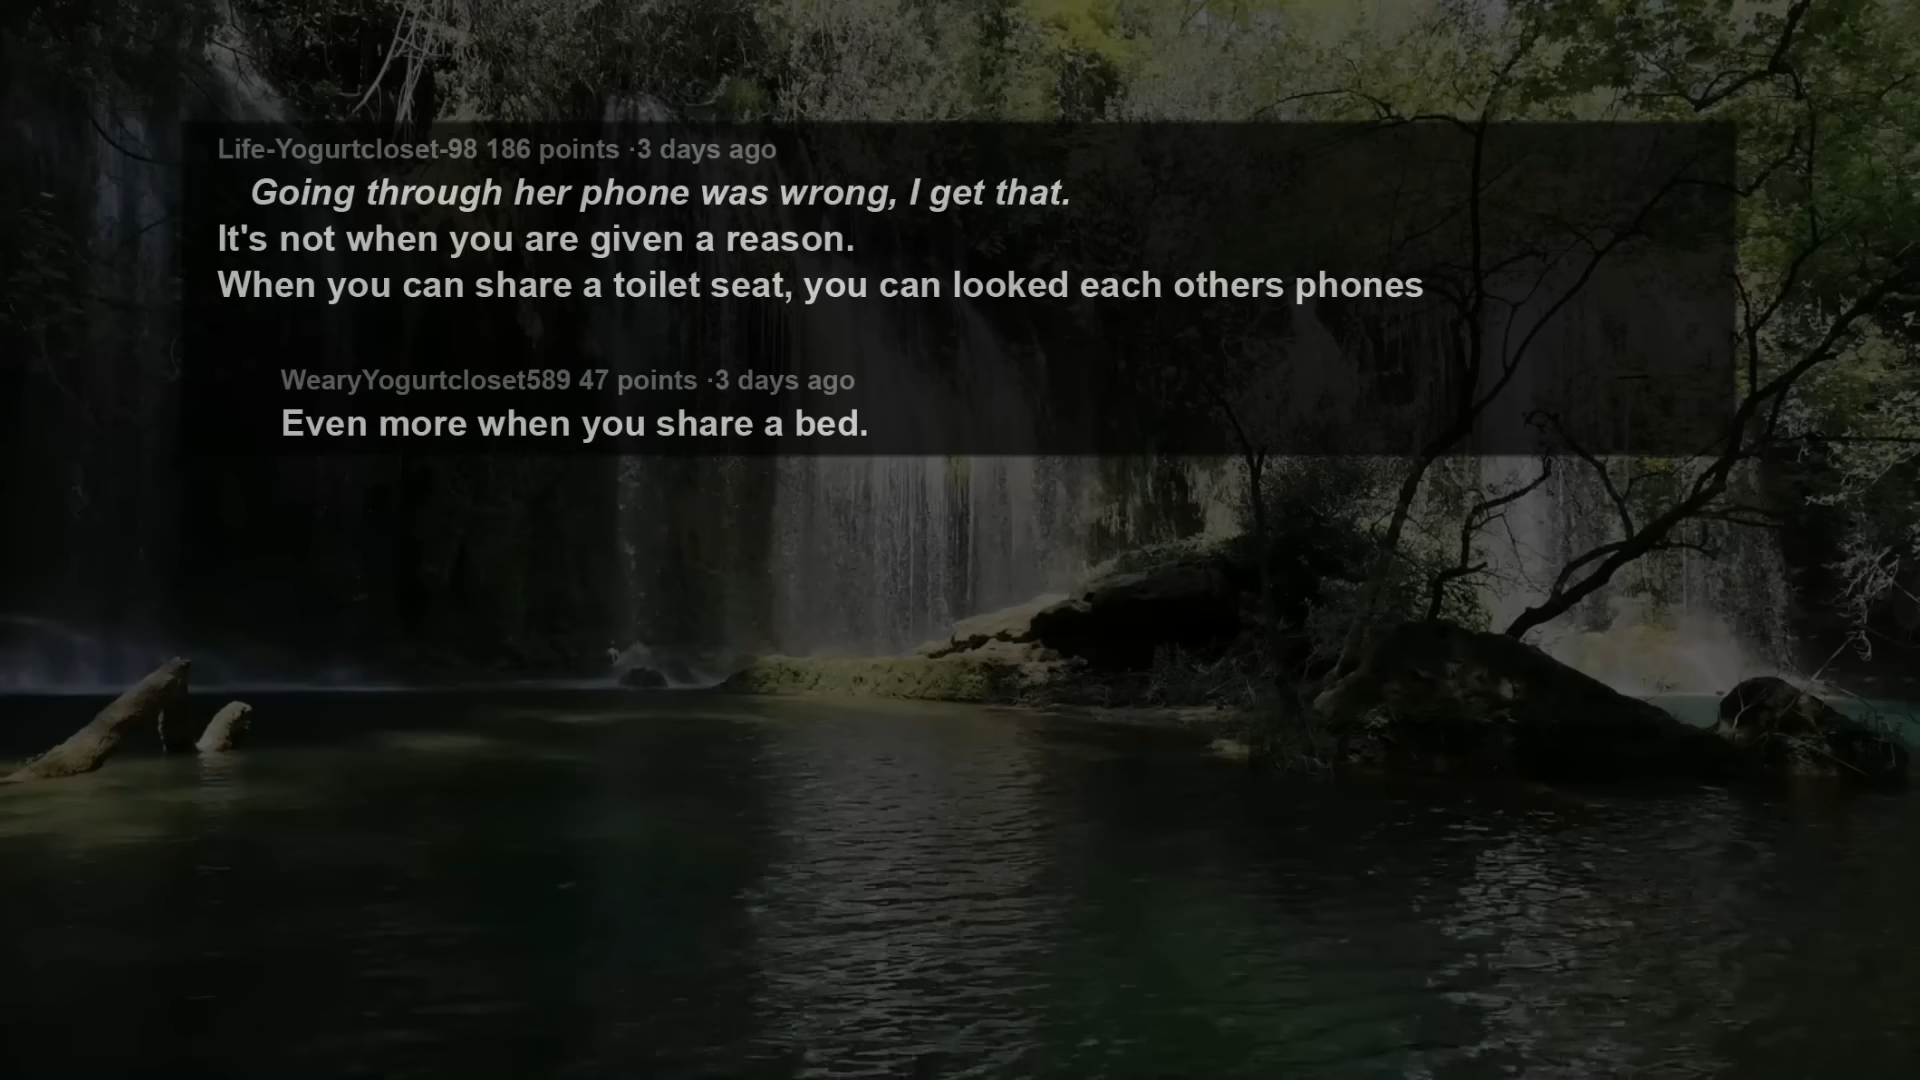 Life-Yogurtcloset-98 186 points ·3 days ago
Going through her phone was wrong, I get that.
It's not when you are given a reason.
When you can share a toilet seat, you can looked each others phones
WearyYogurtcloset589 47 points ·3 days ago
Even more when you share a bed.